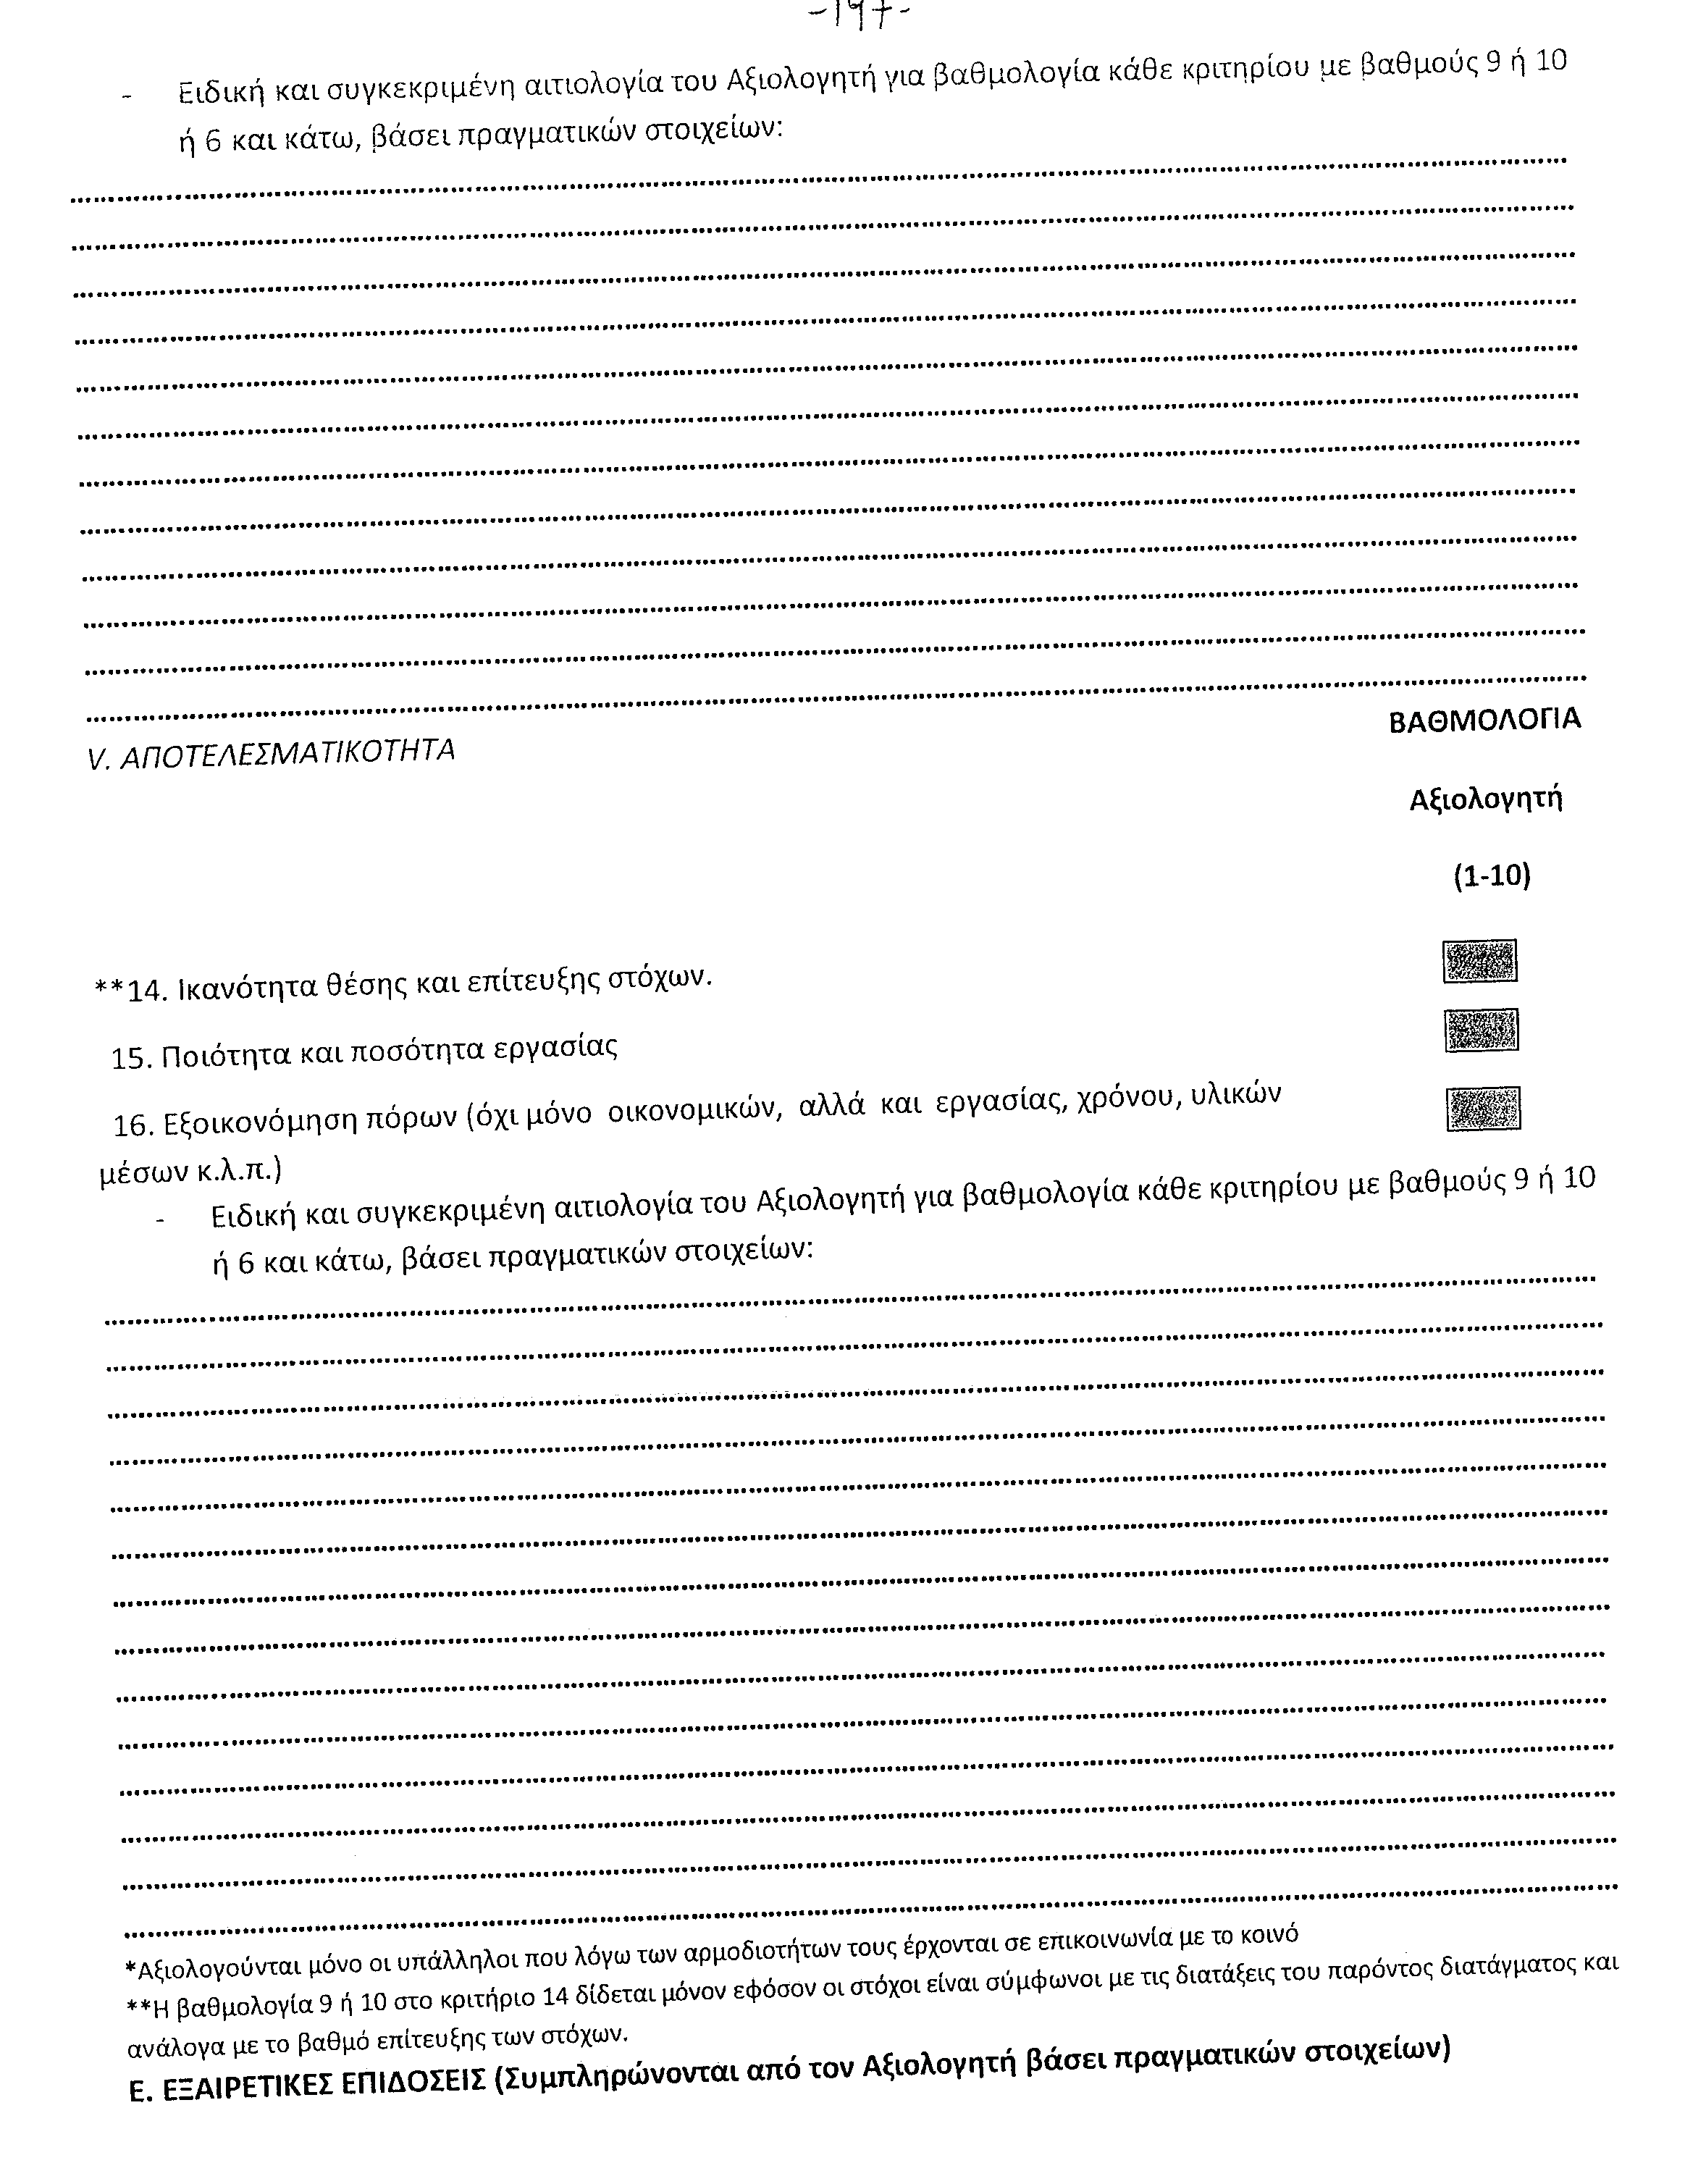 -197-
- Ειδική και συγκεκριμένη αιτιολογία του Αξιολογητή για βαθμολογία κάθε κριτηρίου με βαθμούς 9 ή 10
ή 6 και κάτω, βάσει πραγματικών στοιχείων:
V. ΑΠΟΤΕΛΕΣΜΑΤΙΚΟΤΗΤΑ
ΒΑΘΜΟΛΟΓΙΑ
Αξιολογητή
(1-10)
**14. Ικανότητα θέσης και επίτευξης στόχων.
15. Ποιότητα και ποσότητα εργασίας
16. Εξοικονόμηση πόρων (όχι μόνο οικονομικών, αλλά και εργασίας, χρόνου, υλικών
μέσων κ.λ.π.)
- Ειδική και συγκεκριμένη αιτιολογία του Αξιολογητή για βαθμολογία κάθε κριτηρίου με βαθμούς 9 ή 10
ή 6 και κάτω, βάσει πραγματικών στοιχείων:
*Αξιολογούνται μόνο οι υπάλληλοι που λόγω των αρμοδιοτήτων τους έρχονται σε επικοινωνία με το κοινό
**Η βαθμολογία 9 ή 10 στο κριτήριο 14 δίδεται μόνον εφόσον οι στόχοι είναι σύμφωνοι με τις διατάξεις του παρόντος διατάγματος και
ανάλογα με το βαθμό επίτευξης των στόχων.
Ε. ΕΞΑΙΡΕΤΙΚΕΣ ΕΠΙΔΟΣΕΙΣ (Συμπληρώνονται από τον Αξιολογητή βάσει πραγματικών στοιχείων)